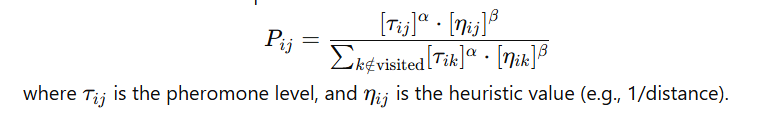 P_{ij} = \frac{[\tau_{ij}]^{\alpha} \cdot [\eta_{ij}]^{\beta}}{\sum_{k \notin \text{visited}} [\tau_{ik}]^{\alpha} \cdot [\eta_{ik}]^{\beta}}
where τ_{ij} is the pheromone level, and η_{ij} is the heuristic value (e.g., 1/distance).